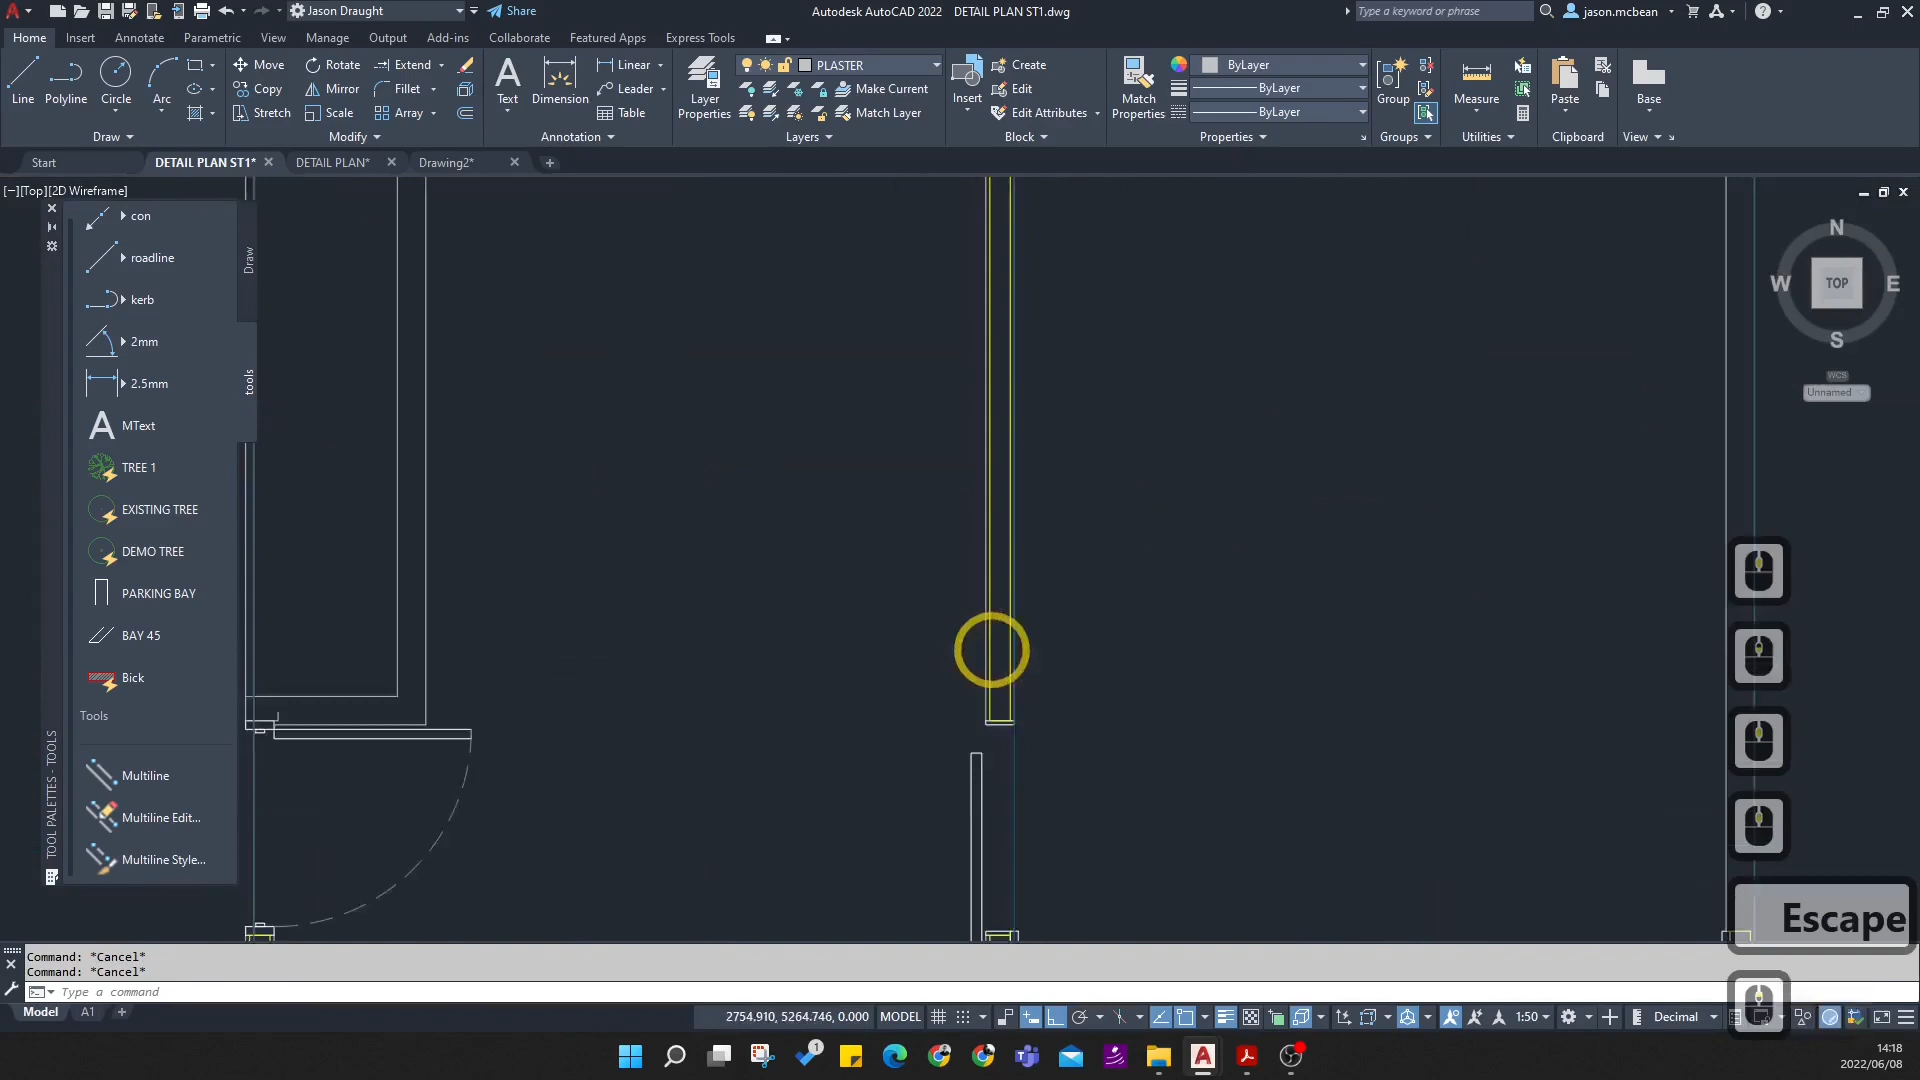 Jason Draught
Share
Autodesk AutoCAD 2022 DETAIL PLAN ST1.dwg
Type a keyword or phrase
jason.mcbean
Home Insert Annotate Parametric View Manage Output Add-ins Collaborate Featured Apps Express Tools
Line Polyline Circle Arc
Draw
Move Rotate Extend
Copy Mirror Fillet
Stretch Scale Array
Modify
Text Dimension
Linear
Leader
Table
Annotation
Layer Properties
PLASTER
Make Current
Match Layer
Layers
Insert
Create
Edit
Edit Attributes
Block
Match Properties
ByLayer
ByLayer
ByLayer
Properties
Group
Groups
Measure
Utilities
Paste
Clipboard
Base
View
Start DETAIL PLAN ST1* DETAIL PLAN* Drawing2*
[−][Top][2D Wireframe]
con
roadline
kerb
2mm
2.5mm
MText
TREE 1
EXISTING TREE
DEMO TREE
PARKING BAY
BAY 45
Bick
Tools
Multiline
Multiline Edit...
Multiline Style...
Draw
tools
TOOL PALETTES - TOOLS
N
W TOP E
S
WCS
Unnamed
Escape
Command: *Cancel*
Command: *Cancel*
Type a command
Model A1
2754.910, 5264.746, 0.000 MODEL
1:50
Decimal
1
14:18
2022/06/08